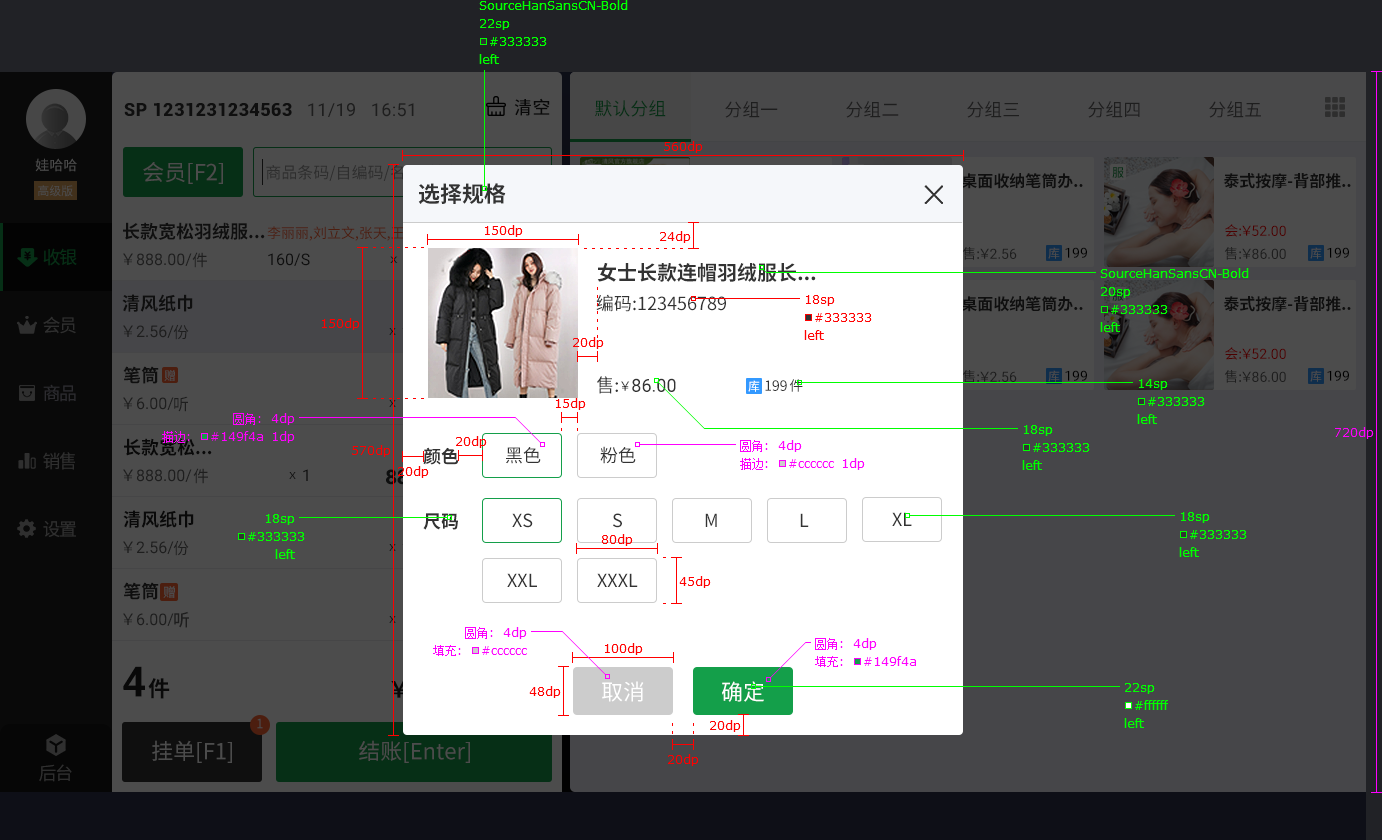 SourceHanSansCN-Bold
22sp
#333333
left
娃哈哈
高级版
收银
会员
商品
销售
设置
后台
SP 1231231234563 11/19 16:51 清空
会员[F2] 商品条码/自编码/名
长款宽松羽绒服... 李丽丽,刘立文,张天,王
￥888.00/件 160/S x
清风纸巾
￥2.56/份 x
笔筒 赠
￥6.00/听 x
长款宽松...
￥888.00/件 x 1
清风纸巾
￥2.56/份 x
笔筒 赠
￥6.00/听 x
4件
挂单[F1] 1 结账[Enter]
默认分组 分组一 分组二 分组三 分组四 分组五
560dp
桌面收纳笔筒办..
售:¥2.56 库 199
服 泰式按摩-背部推..
会:¥52.00
售:¥86.00 库 199
桌面收纳笔筒办..
售:¥2.56 库 199
泰式按摩-背部推..
会:¥52.00
售:¥86.00 库 199
选择规格
150dp
24dp
150dp
女士长款连帽羽绒服长...
SourceHanSansCN-Bold
20sp
#333333
left
编码:123456789
18sp
#333333
left
20dp
售:￥86.00
库 199件
14sp
#333333
left
18sp
#333333
left
15dp
圆角: 4dp
描边: #149f4a 1dp
圆角: 4dp
描边: #cccccc 1dp
370dp
20dp
20dp
720dp
颜色 黑色 粉色
尺码 XS S M L XL
XXL XXXL
18sp
#333333
left
18sp
#333333
left
80dp
45dp
圆角: 4dp
填充: #cccccc
圆角: 4dp
填充: #149f4a
100dp
48dp
取消 确定
22sp
#ffffff
left
20dp
20dp